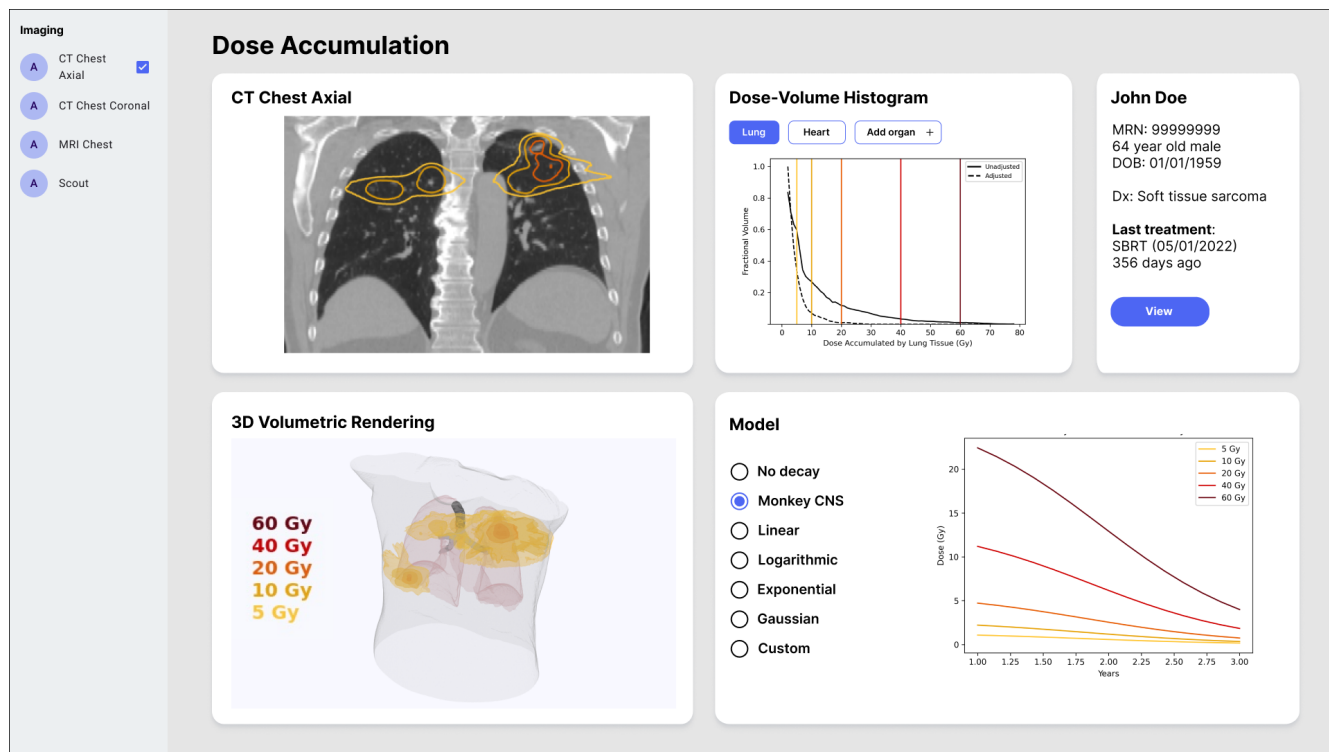 Imaging
A
CT Chest
Axial
A
CT Chest Coronal
A
MRI Chest
A
Scout
Dose Accumulation
CT Chest Axial
Dose-Volume Histogram
Lung
Heart
Add organ +
1.0
0.8
0.6
0.4
0.2
Fractional Volume
Unadjusted
Adjusted
0 10 20 30 40 50 60 70 80
Dose Accumulated by Lung Tissue (Gy)
John Doe
MRN: 99999999
64 year old male
DOB: 01/01/1959
Dx: Soft tissue sarcoma
Last treatment:
SBRT (05/01/2022)
356 days ago
View
3D Volumetric Rendering
60 Gy
40 Gy
20 Gy
10 Gy
5 Gy
Model
No decay
Monkey CNS
Linear
Logarithmic
Exponential
Gaussian
Custom
20
15
10
5
0
Dose (Gy)
5 Gy
10 Gy
20 Gy
40 Gy
60 Gy
1.00 1.25 1.50 1.75 2.00 2.25 2.50 2.75 3.00
Years